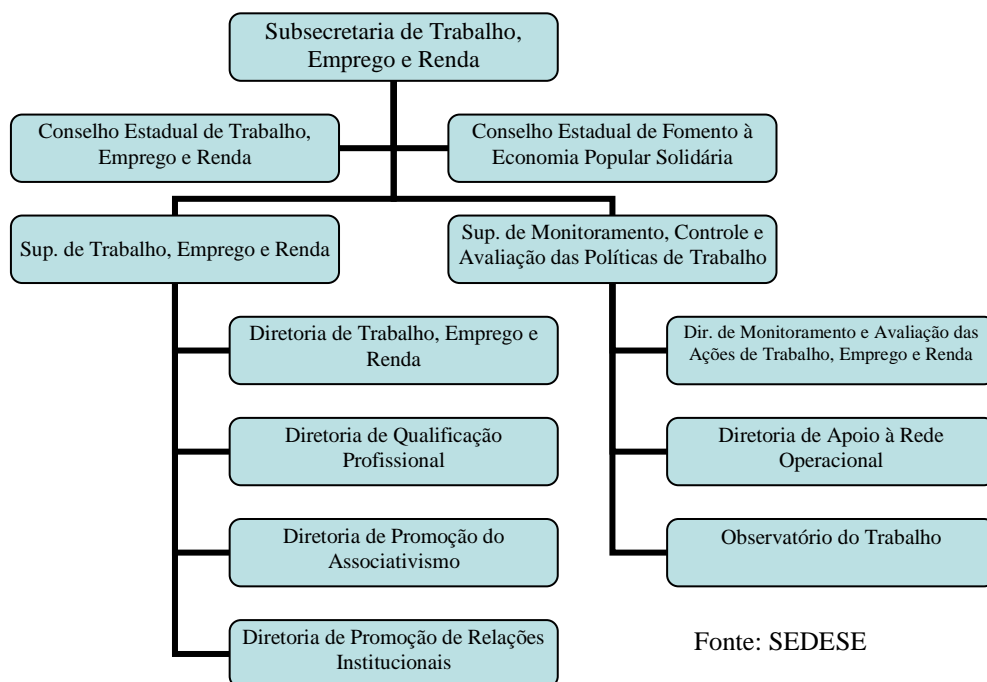 Subsecretaria de Trabalho,
Emprego e Renda
Conselho Estadual de Trabalho,
Emprego e Renda
Conselho Estadual de Fomento à
Economia Popular Solidária
Sup. de Trabalho, Emprego e Renda
Sup. de Monitoramento, Controle e
Avaliação das Políticas de Trabalho
Diretoria de Trabalho, Emprego e
Renda
Dir. de Monitoramento e Avaliação das
Ações de Trabalho, Emprego e Renda
Diretoria de Qualificação
Profissional
Diretoria de Apoio à Rede
Operacional
Diretoria de Promoção do
Associativismo
Observatório do Trabalho
Diretoria de Promoção de Relações
Institucionais
Fonte: SEDESE